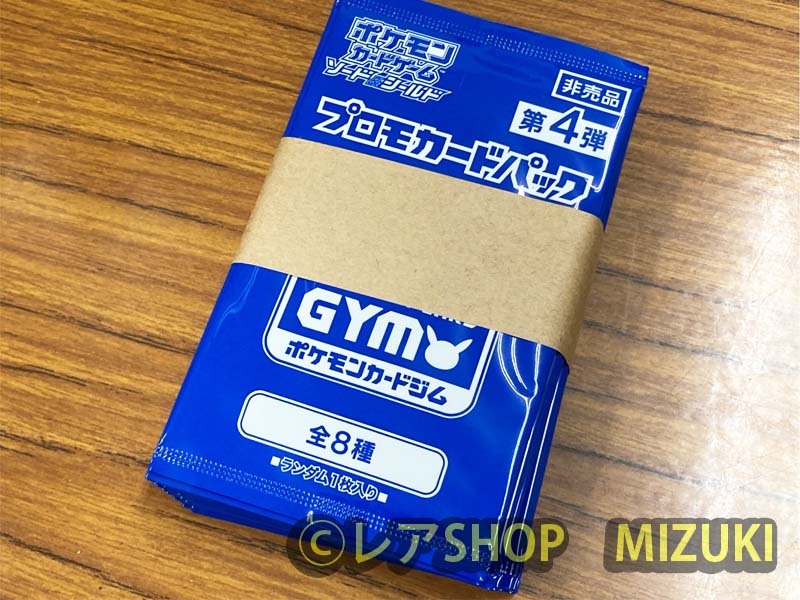 ポケモン
カードゲーム
ソード&シールド
非売品
第4弾
プロモカードパック
GYM
ポケモンカードジム
全8種
■ランダム1枚入り■
©レアSHOP MIZUKI